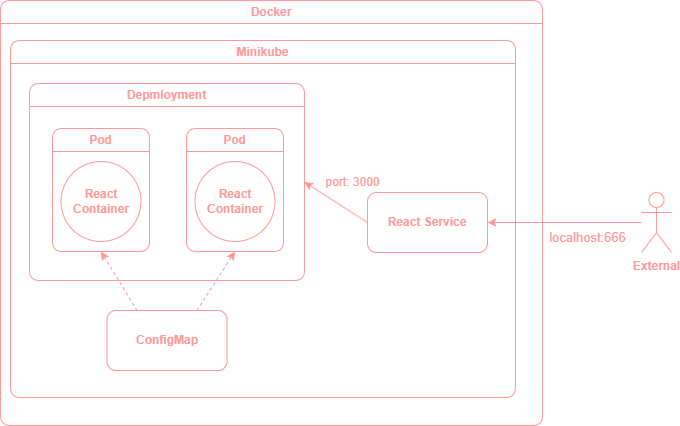 Docker
Minikube
Depmloyment
Pod
Pod
React
Container
React
Container
port: 3000
React Service
localhost:666
External
ConfigMap